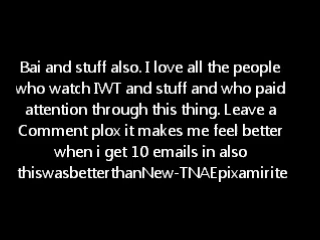 Bai and stuff also. I love all the people
who watch IWT and stuff and who paid
attention through this thing. Leave a
Comment plox it makes me feel better
when i get 10 emails in also
thiswasbetterthanNew-TNAEpixamirite